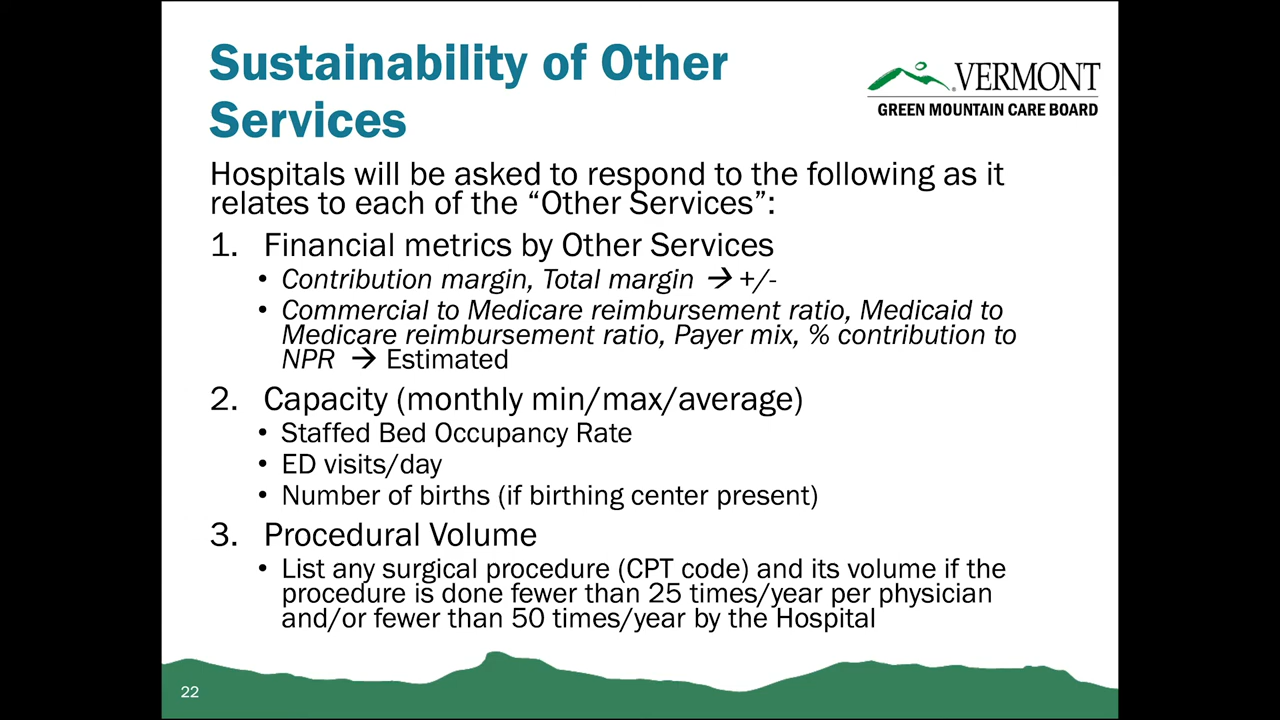 Sustainability of Other
Services
VERMONT
GREEN MOUNTAIN CARE BOARD
Hospitals will be asked to respond to the following as it
relates to each of the “Other Services”:
1. Financial metrics by Other Services
• Contribution margin, Total margin → +/-
• Commercial to Medicare reimbursement ratio, Medicaid to
Medicare reimbursement ratio, Payer mix, % contribution to
NPR → Estimated
2. Capacity (monthly min/max/average)
• Staffed Bed Occupancy Rate
• ED visits/day
• Number of births (if birthing center present)
3. Procedural Volume
• List any surgical procedure (CPT code) and its volume if the
procedure is done fewer than 25 times/year per physician
and/or fewer than 50 times/year by the Hospital
22